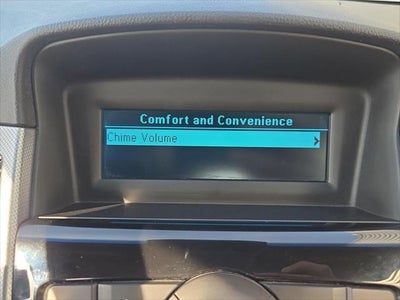 Comfort and Convenience
Chime Volume